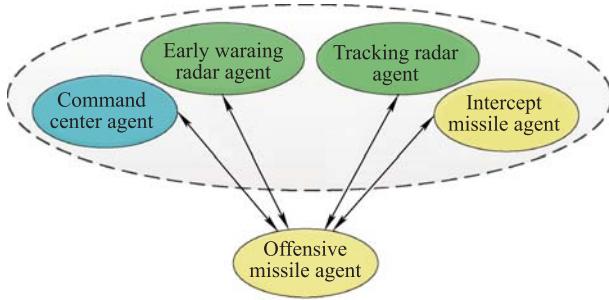 Early waraing
radar agent
Tracking radar
agent
Command
center agent
Intercept
missile agent
Offensive
missile agent